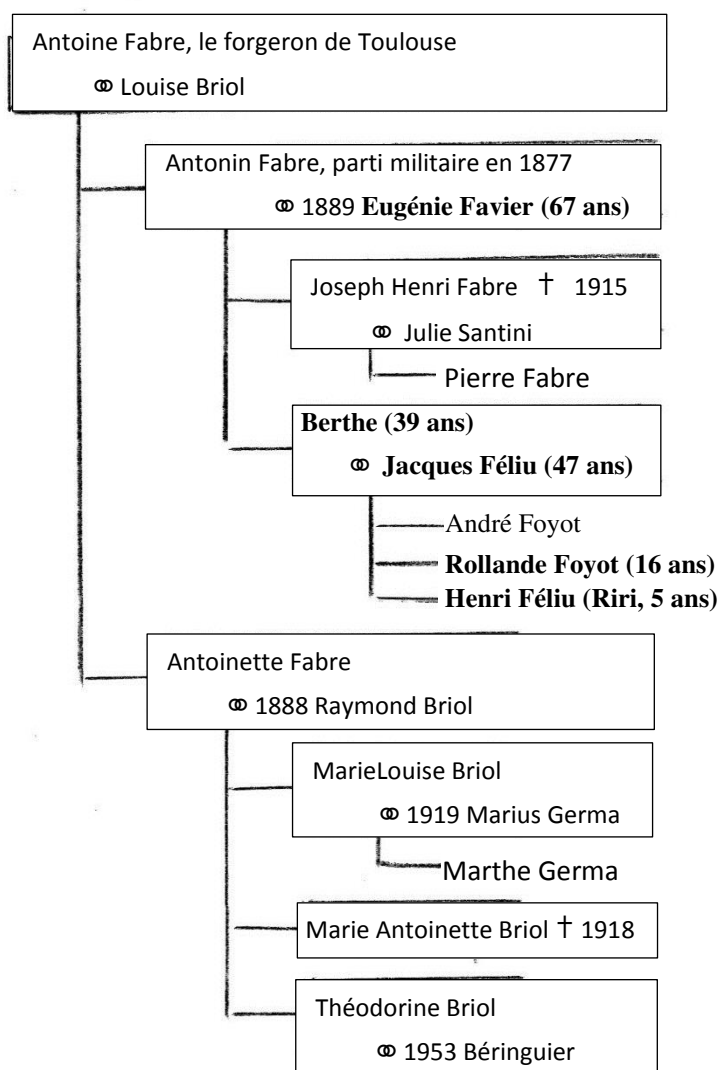 Antoine Fabre, le forgeron de Toulouse
⚭ Louise Briol
Antonin Fabre, parti militaire en 1877
⚭ 1889 Eugénie Favier (67 ans)
Joseph Henri Fabre † 1915
⚭ Julie Santini
Pierre Fabre
Berthe (39 ans)
⚭ Jacques Féliu (47 ans)
André Foyot
Rollande Foyot (16 ans)
Henri Féliu (Riri, 5 ans)
Antoinette Fabre
⚭ 1888 Raymond Briol
MarieLouise Briol
⚭ 1919 Marius Germa
Marthe Germa
Marie Antoinette Briol † 1918
Théodorine Briol
⚭ 1953 Béringuier